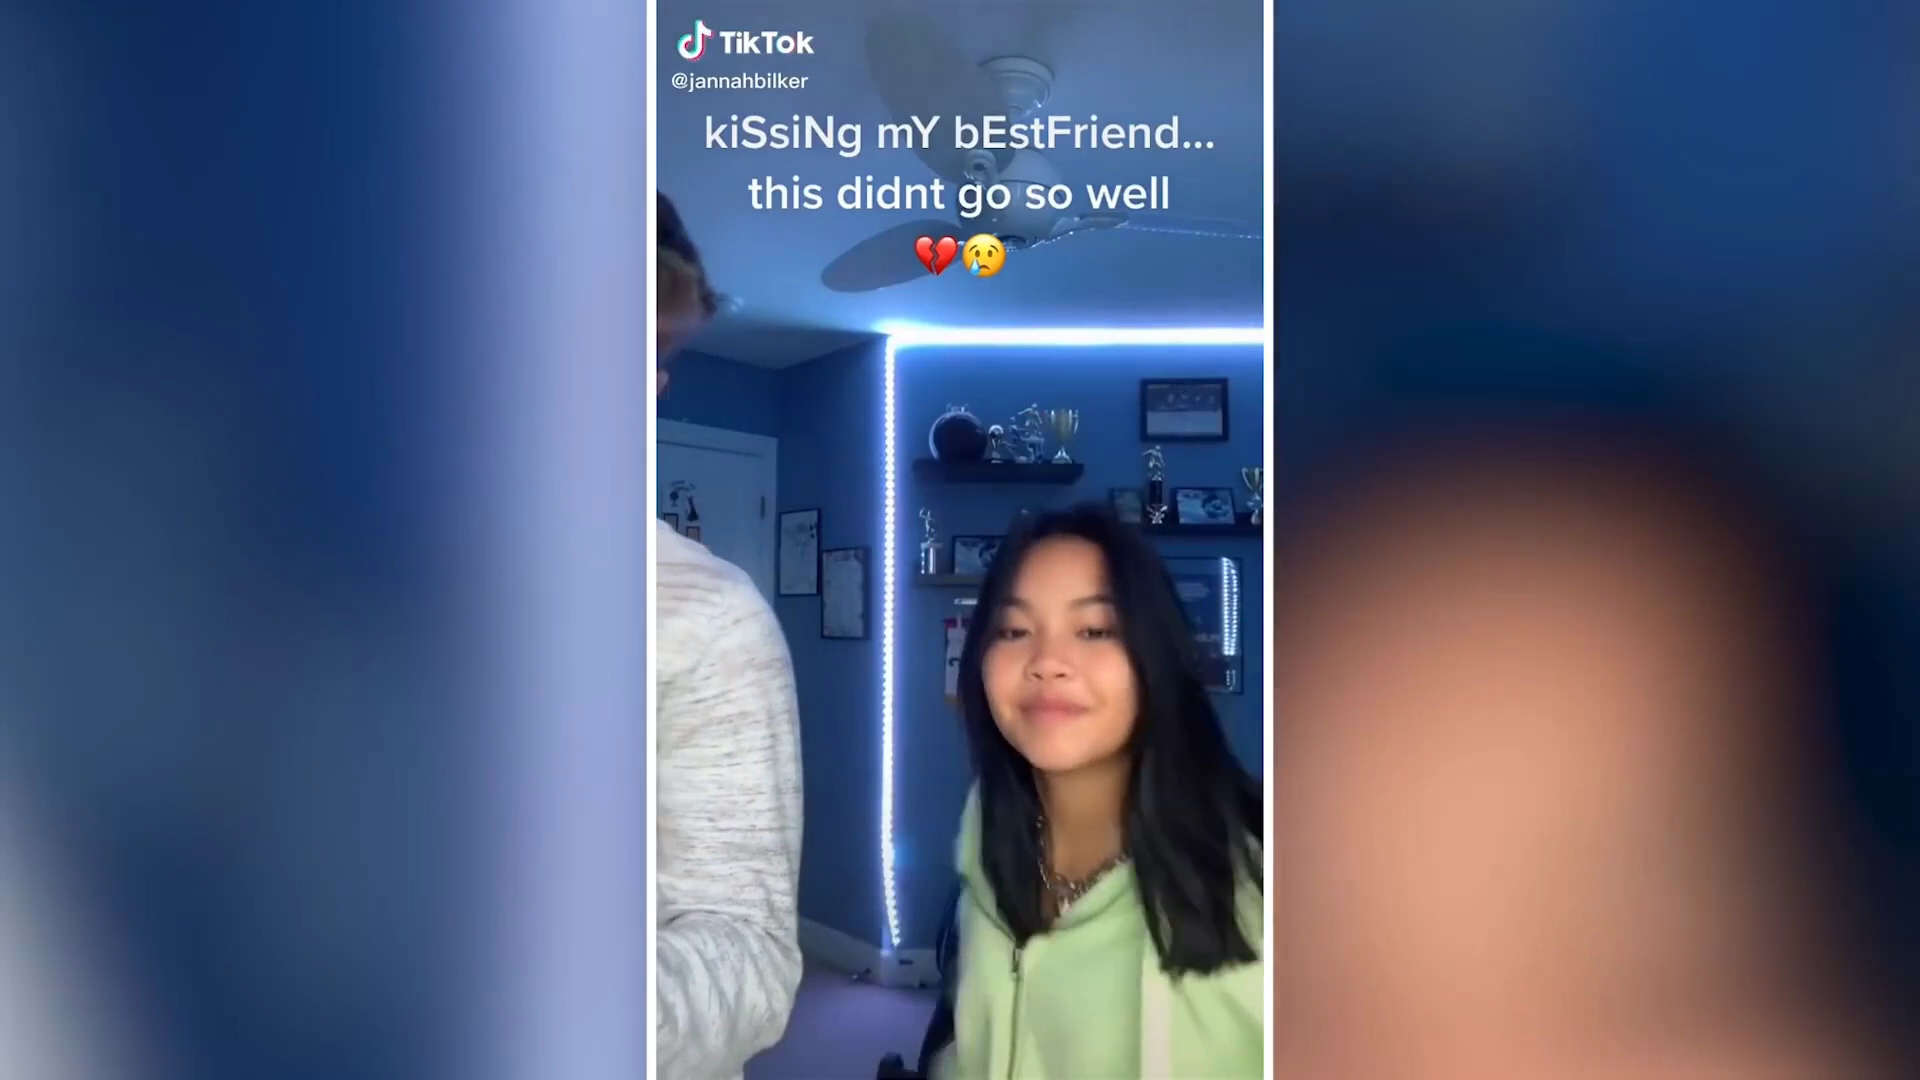 TikTok
@jannahbilker
kiSsiNg mY bEstFriend...
this didnt go so well
💔😢